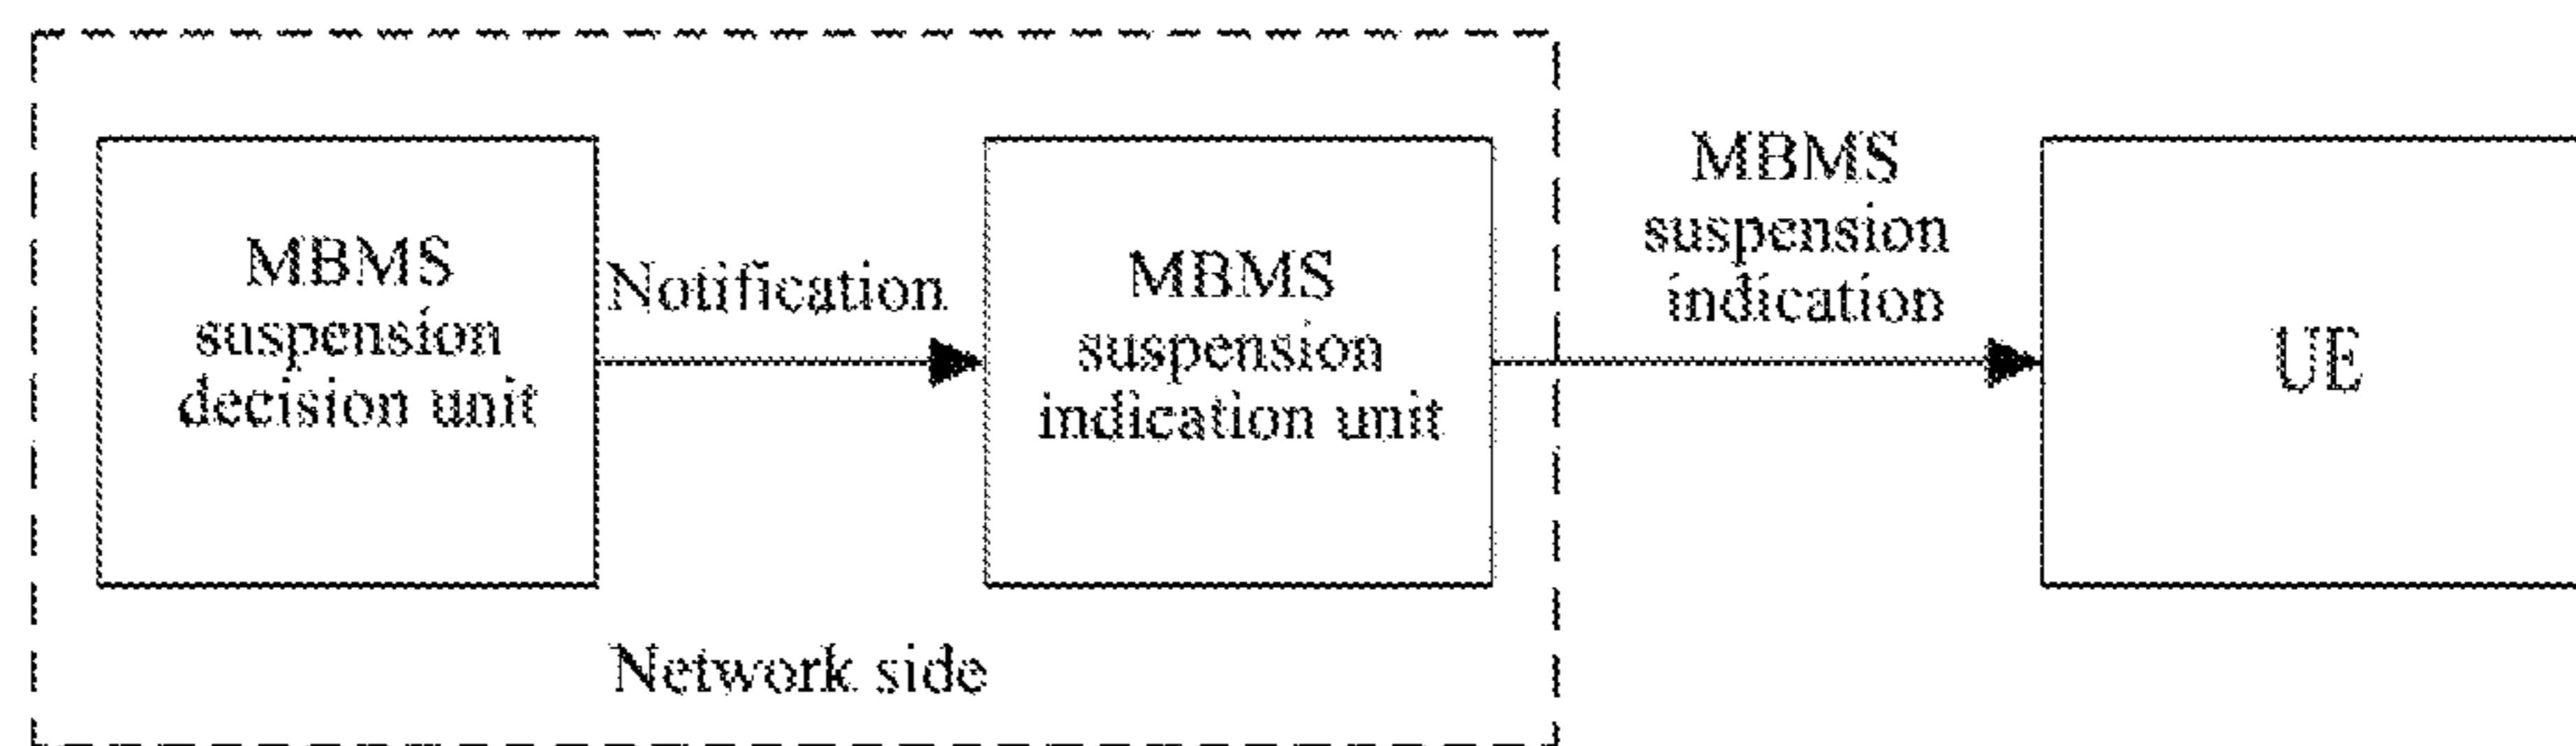 MBMS
suspension
decision unit
Notification
MBMS
suspension
indication unit
MBMS
suspension
indication
UE
Network side